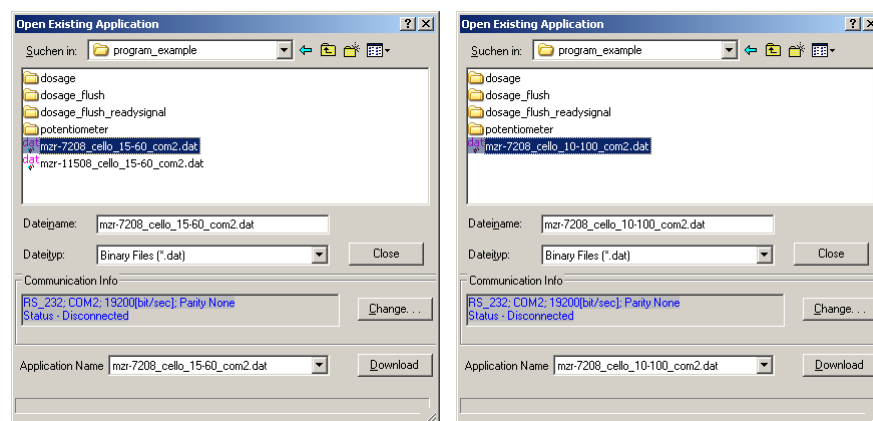 Open Existing Application
Suchen in: program_example
dosage
dosage_flush
dosage_flush_readysignal
potentiometer
dat mzr-7208_cello_15-60_com2.dat
dat mzr-11508_cello_15-60_com2.dat
Dateiname: mzr-7208_cello_15-60_com2.dat
Dateityp: Binary Files (*.dat) Close
Communication Info
RS_232; COM2; 19200[bit/sec]; Parity None
Status - Disconnected
Change. . .
Application Name mzr-7208_cello_15-60_com2.dat Download
Open Existing Application
Suchen in: program_example
dosage
dosage_flush
dosage_flush_readysignal
potentiometer
dat mzr-7208_cello_10-100_com2.dat
Dateiname: mzr-7208_cello_10-100_com2.dat
Dateityp: Binary Files (*.dat) Close
Communication Info
RS_232; COM2; 19200[bit/sec]; Parity None
Status - Disconnected
Change. . .
Application Name mzr-7208_cello_10-100_com2.dat Download